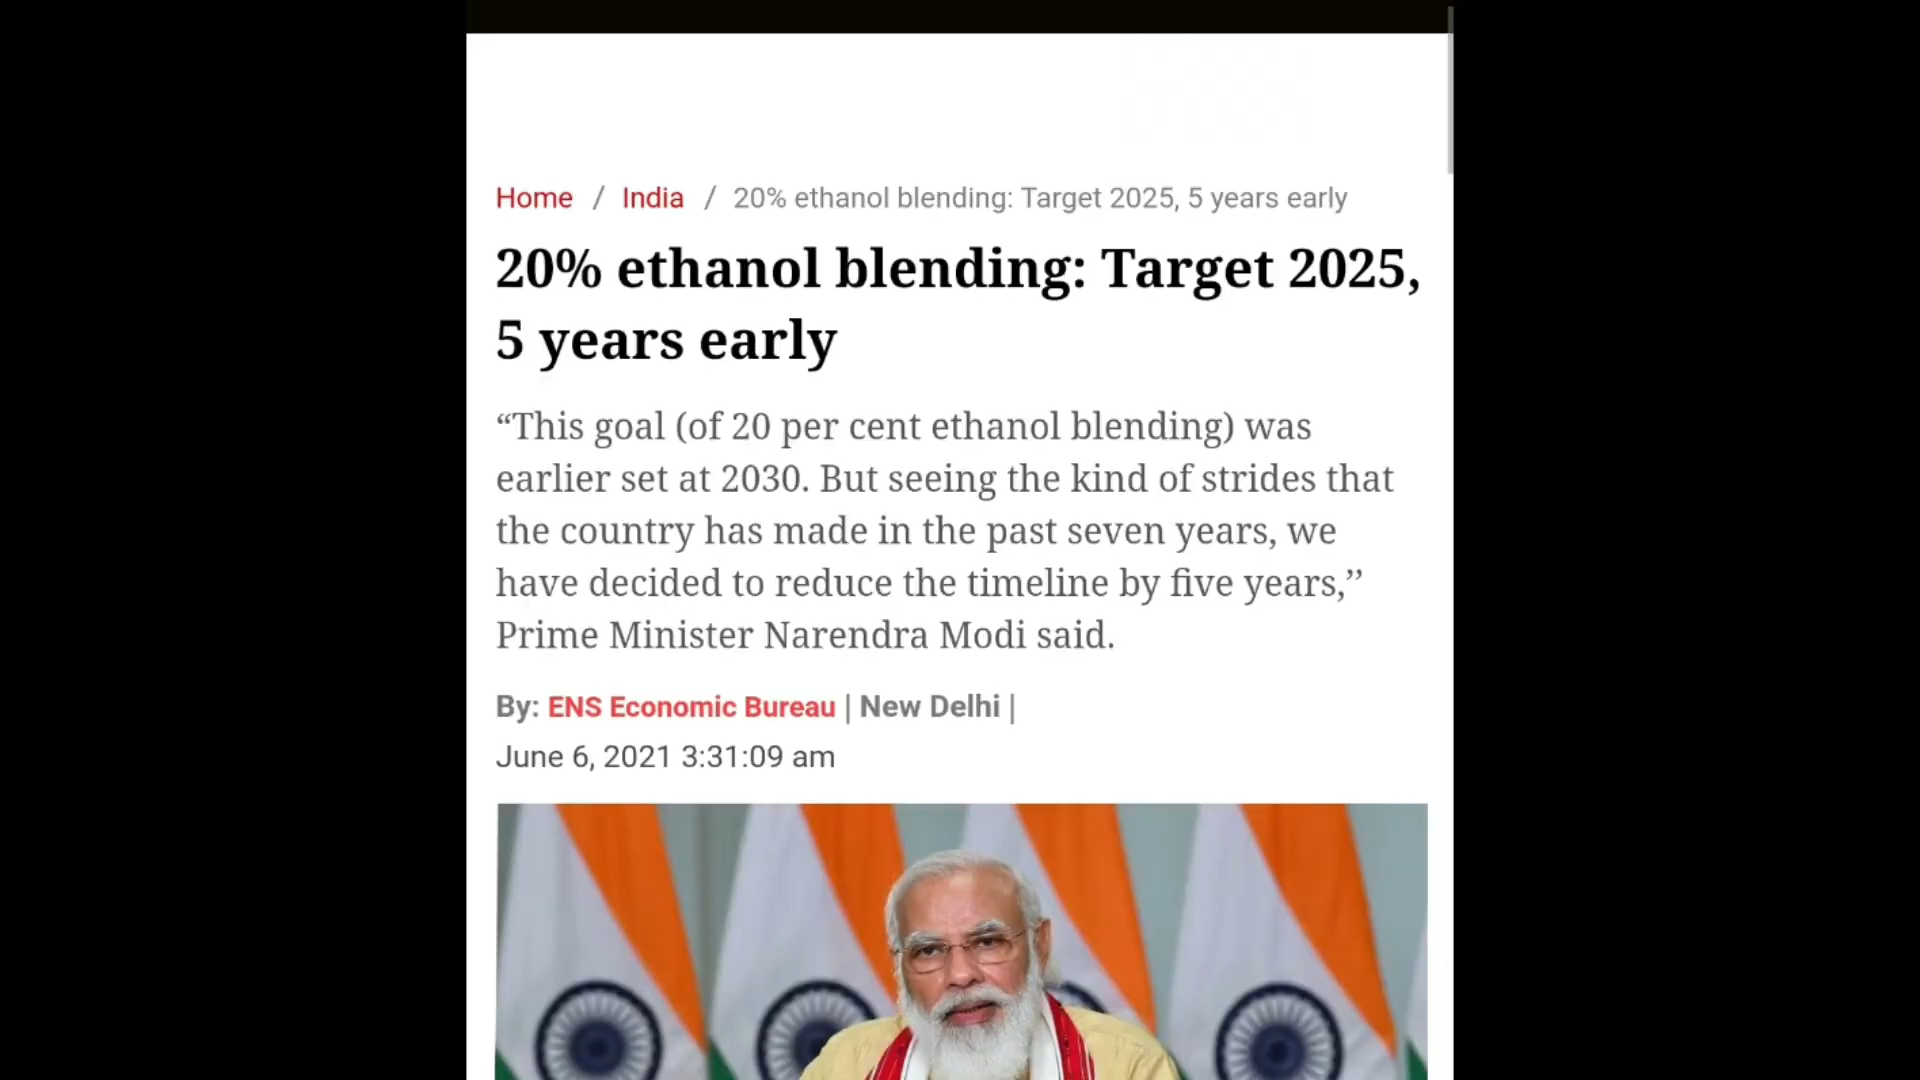 Home / India / 20% ethanol blending: Target 2025, 5 years early
20% ethanol blending: Target 2025,
5 years early
“This goal (of 20 per cent ethanol blending) was
earlier set at 2030. But seeing the kind of strides that
the country has made in the past seven years, we
have decided to reduce the timeline by five years,’’
Prime Minister Narendra Modi said.
By: ENS Economic Bureau | New Delhi |
June 6, 2021 3:31:09 am